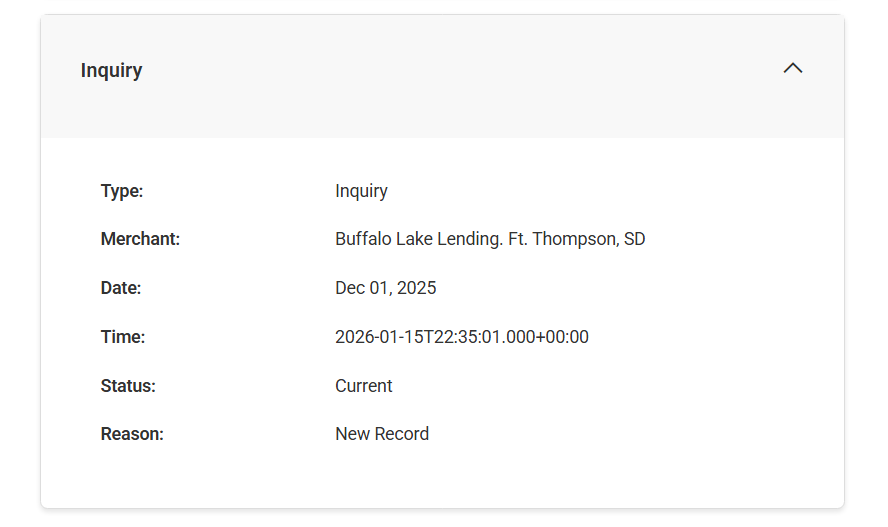 Inquiry
Type: Inquiry
Merchant: Buffalo Lake Lending. Ft. Thompson, SD
Date: Dec 01, 2025
Time: 2026-01-15T22:35:01.000+00:00
Status: Current
Reason: New Record